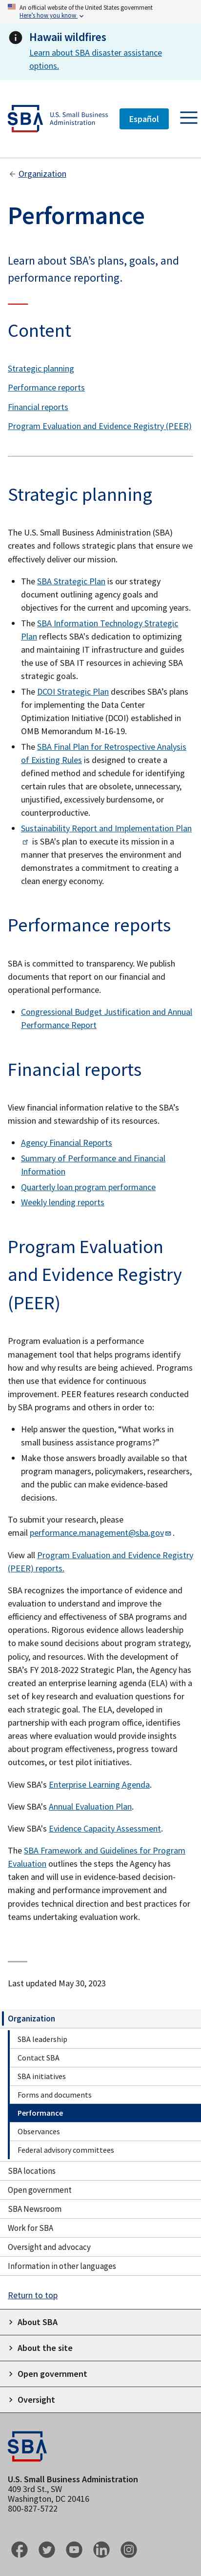 An official website of the United States government
Here's how you know
Hawaii wildfires
Learn about SBA disaster assistance
options.
SBA
U.S. Small Business
Administration
Español
Organization
Performance
Learn about SBA's plans, goals, and
performance reporting.
Content
Strategic planning
Performance reports
Financial reports
Program Evaluation and Evidence Registry (PEER)
Strategic planning
The U.S. Small Business Administration (SBA)
creates and follows strategic plans that ensure we
effectively deliver our mission.
The SBA Strategic Plan is our strategy
document outlining agency goals and
objectives for the current and upcoming years.
The SBA Information Technology Strategic
Plan reflects SBA's dedication to optimizing
and maintaining IT infrastructure and guides
the use of SBA IT resources in achieving SBA
strategic goals.
The DCOI Strategic Plan describes SBA's plans
for implementing the Data Center
Optimization Initiative (DCOI) established in
OMB Memorandum M-16-19.
The SBA Final Plan for Retrospective Analysis
of Existing Rules is designed to create a
defined method and schedule for identifying
certain rules that are obsolete, unnecessary,
unjustified, excessively burdensome, or
counterproductive.
Sustainability Report and Implementation Plan
is SBA's plan to execute its mission in a
manner that preserves the environment and
demonstrates a commitment to creating a
clean energy economy.
Performance reports
SBA is committed to transparency. We publish
documents that report on our financial and
operational performance.
Congressional Budget Justification and Annual
Performance Report
Financial reports
View financial information relative to the SBA's
mission and stewardship of its resources.
Agency Financial Reports
Summary of Performance and Financial
Information
Quarterly loan program performance
Weekly lending reports
Program Evaluation
and Evidence Registry
(PEER)
Program evaluation is a performance
management tool that helps programs identify
how and why results are being achieved. Programs
then use that evidence for continuous
improvement. PEER features research conducted
by SBA programs and others in order to:
Help answer the question, "What works in
small business assistance programs?"
Make those answers broadly available so that
program managers, policymakers, researchers,
and the public can make evidence-based
decisions.
To submit your research, please
email performance.management@sba.gov.
View all Program Evaluation and Evidence Registry
(PEER) reports.
SBA recognizes the importance of evidence and
evaluation to understand and improve the
efficiency and effectiveness of SBA programs and
operations. Rigorous evidence allows leadership
to make sound decisions about program strategy,
policy, and resources. With the development of
SBA's FY 2018-2022 Strategic Plan, the Agency has
created an enterprise learning agenda (ELA) with a
set of key research and evaluation questions for
each strategic goal. The ELA, developed in
partnership with each program office, identifies
areas where evaluation would provide insights
about program effectiveness, progress toward
outcomes, or test pilot initiatives.
View SBA's Enterprise Learning Agenda.
View SBA's Annual Evaluation Plan.
View SBA's Evidence Capacity Assessment.
The SBA Framework and Guidelines for Program
Evaluation outlines the steps the Agency has
taken and will use in evidence-based decision-
making and performance improvement and
provides technical direction and best practices for
teams undertaking evaluation work.
Last updated May 30, 2023
Organization
SBA leadership
Contact SBA
SBA initiatives
Forms and documents
Performance
Observances
Federal advisory committees
SBA locations
Open government
SBA Newsroom
Work for SBA
Oversight and advocacy
Information in other languages
Return to top
About SBA
About the site
Open government
Oversight
SBA
U.S. Small Business Administration
409 3rd St., SW
Washington, DC 20416
800-827-5722